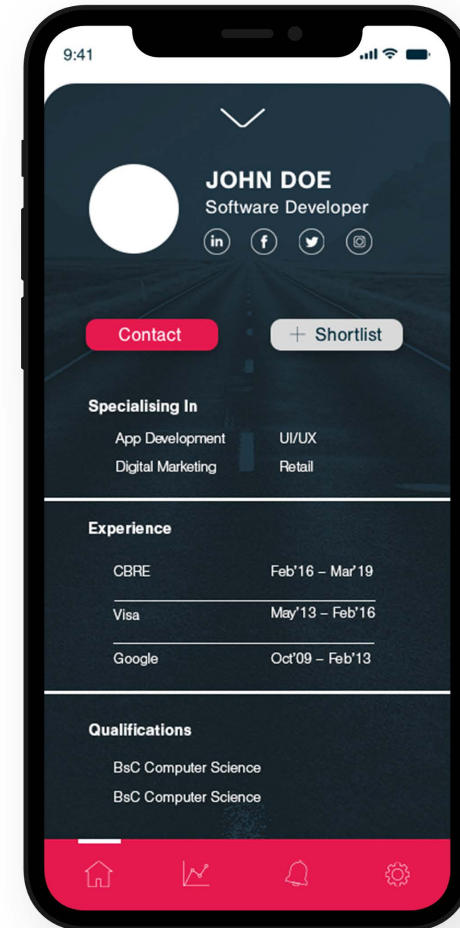 9:41
JOHN DOE
Software Developer
in f
Contact + Shortlist
Specialising In
App Development UI/UX
Digital Marketing Retail
Experience
CBRE Feb'16 – Mar'19
Visa May'13 – Feb'16
Google Oct'09 – Feb'13
Qualifications
BsC Computer Science
BsC Computer Science